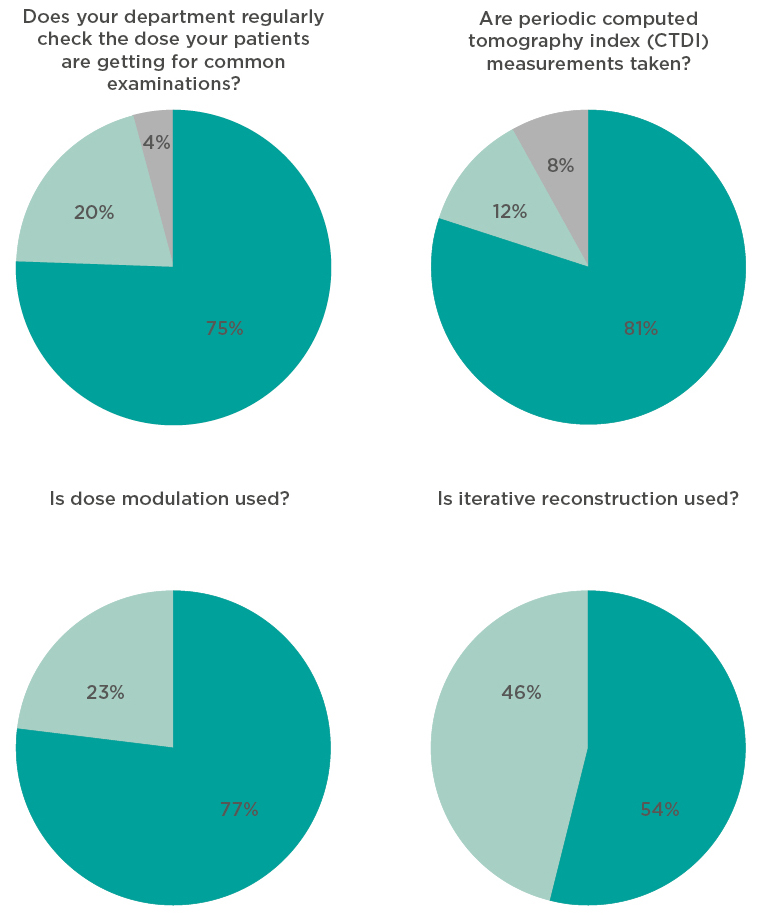 Does your department regularly
check the dose your patients
are getting for common
examinations?
4%
20%
75%
Are periodic computed
tomography index (CTDI)
measurements taken?
8%
12%
81%
Is dose modulation used?
23%
77%
Is iterative reconstruction used?
46%
54%